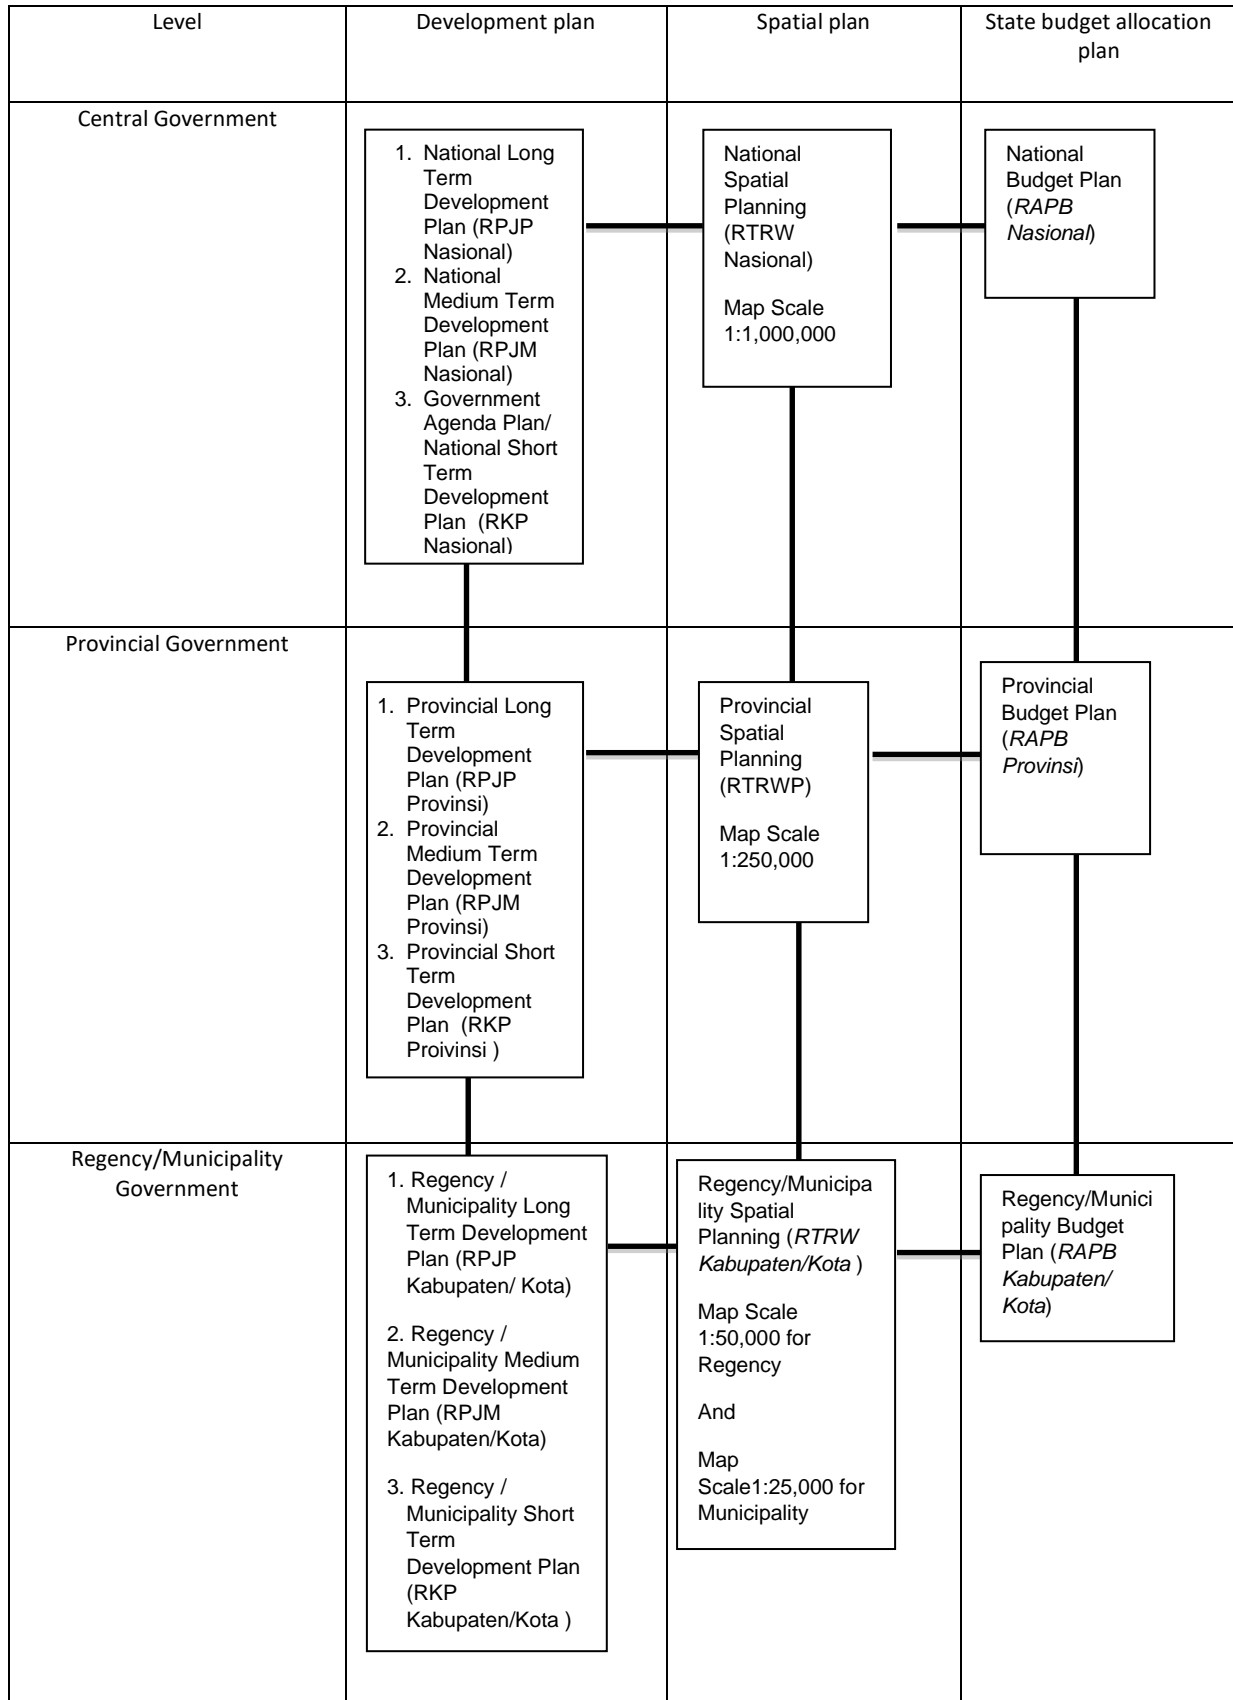 Level
Development plan
Spatial plan
State budget allocation
plan
Central Government
1. National Long
Term
Development
Plan (RPJP
Nasional)
2. National
Medium Term
Development
Plan (RPJM
Nasional)
3. Government
Agenda Plan/
National Short
Term
Development
Plan (RKP
Nasional)
National
Spatial
Planning
(RTRW
Nasional)
Map Scale
1:1,000,000
National
Budget Plan
(RAPB
Nasional)
Provincial Government
1. Provincial Long
Term
Development
Plan (RPJP
Provinsi)
2. Provincial
Medium Term
Development
Plan (RPJM
Provinsi)
3. Provincial Short
Term
Development
Plan (RKP
Proivinsi )
Provincial
Spatial
Planning
(RTRWP)
Map Scale
1:250,000
Provincial
Budget Plan
(RAPB
Provinsi)
Regency/Municipality
Government
1. Regency /
Municipality Long
Term Development
Plan (RPJP
Kabupaten/ Kota)
2. Regency /
Municipality Medium
Term Development
Plan (RPJM
Kabupaten/Kota)
3. Regency /
Municipality Short
Term
Development Plan
(RKP
Kabupaten/Kota )
Regency/Municipa
lity Spatial
Planning (RTRW
Kabupaten/Kota )
Map Scale
1:50,000 for
Regency
And
Map
Scale1:25,000 for
Municipality
Regency/Munici
pality Budget
Plan (RAPB
Kabupaten/
Kota)